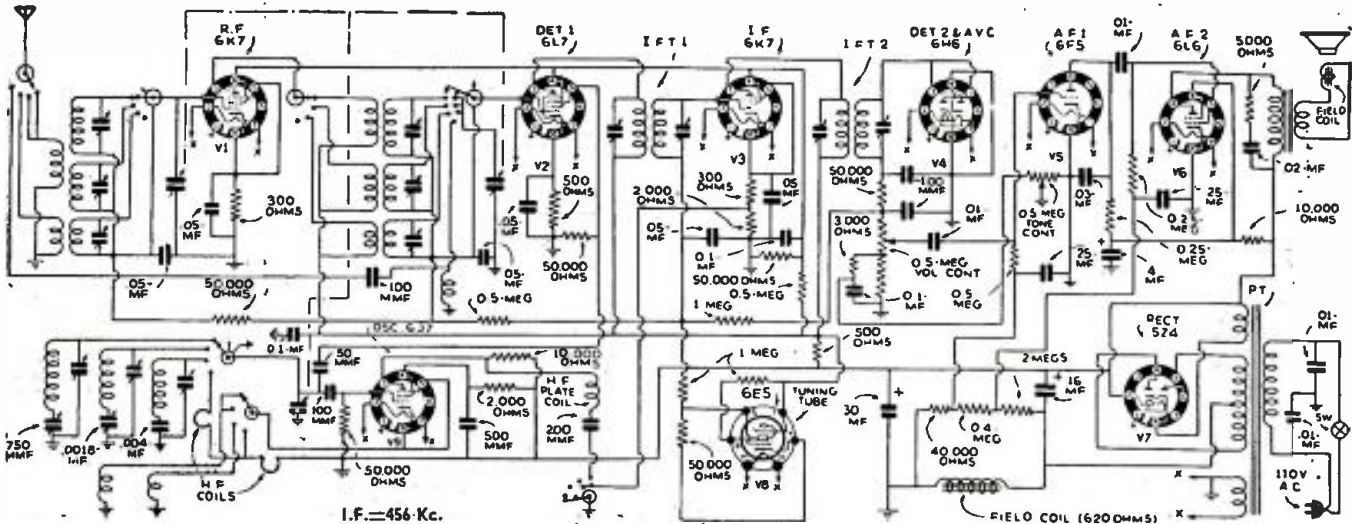 R.F
6K7
V1
05-
MF
300
OHMS
05-
MF
50,000
OHMS
DET 1
6L7
V2
500
OHMS
.05-
MF
50,000
OHMS
.05-
MF
100
MMF
0.5-MEG
I F T 1
I F
6K7
V3
300
OHMS
2,000
OHMS
05
MF
.05-
MF
0.1
MF
50,000
OHMS
0.5-MEG
1 MEG
I F T 2
DET 2 & AVC
6H6
V4
50,000
OHMS
100
MMF
.01
MF
3,000
OHMS
0.5-MEG
VOL CONT
0.1-
MF
500
OHMS
A F 1
6F5
V5
0.5 MEG
TONE
CONT
.03-
MF
0.5
MEG
.25-
MF
01-
MF
A F 2
6L6
V6
25
MF
0.2
MEG
0.25-
MEG
4
MF
5000
OHMS
FIELD
COIL
.02-MF
10,000
OHMS
0.1-MF
OSC 6J7
50
MMF
100
MMF
V9
50,000
OHMS
10,000
OHMS
2,000
OHMS
500
MMF
H F
PLATE
COIL
200
MMF
750
MMF
.0018-
MF
.004
MF
H F
COILS
I.F.=456-Kc.
1 MEG
6E5
TUNING
TUBE
50,000
OHMS
V8
30
MF
2 MEGS
16
MF
0.4
MEG
40,000
OHMS
FIELD COIL (620 OHMS)
RECT
5Z4
V7
PT
.01-
MF
.01-
MF
SW
110V
A C